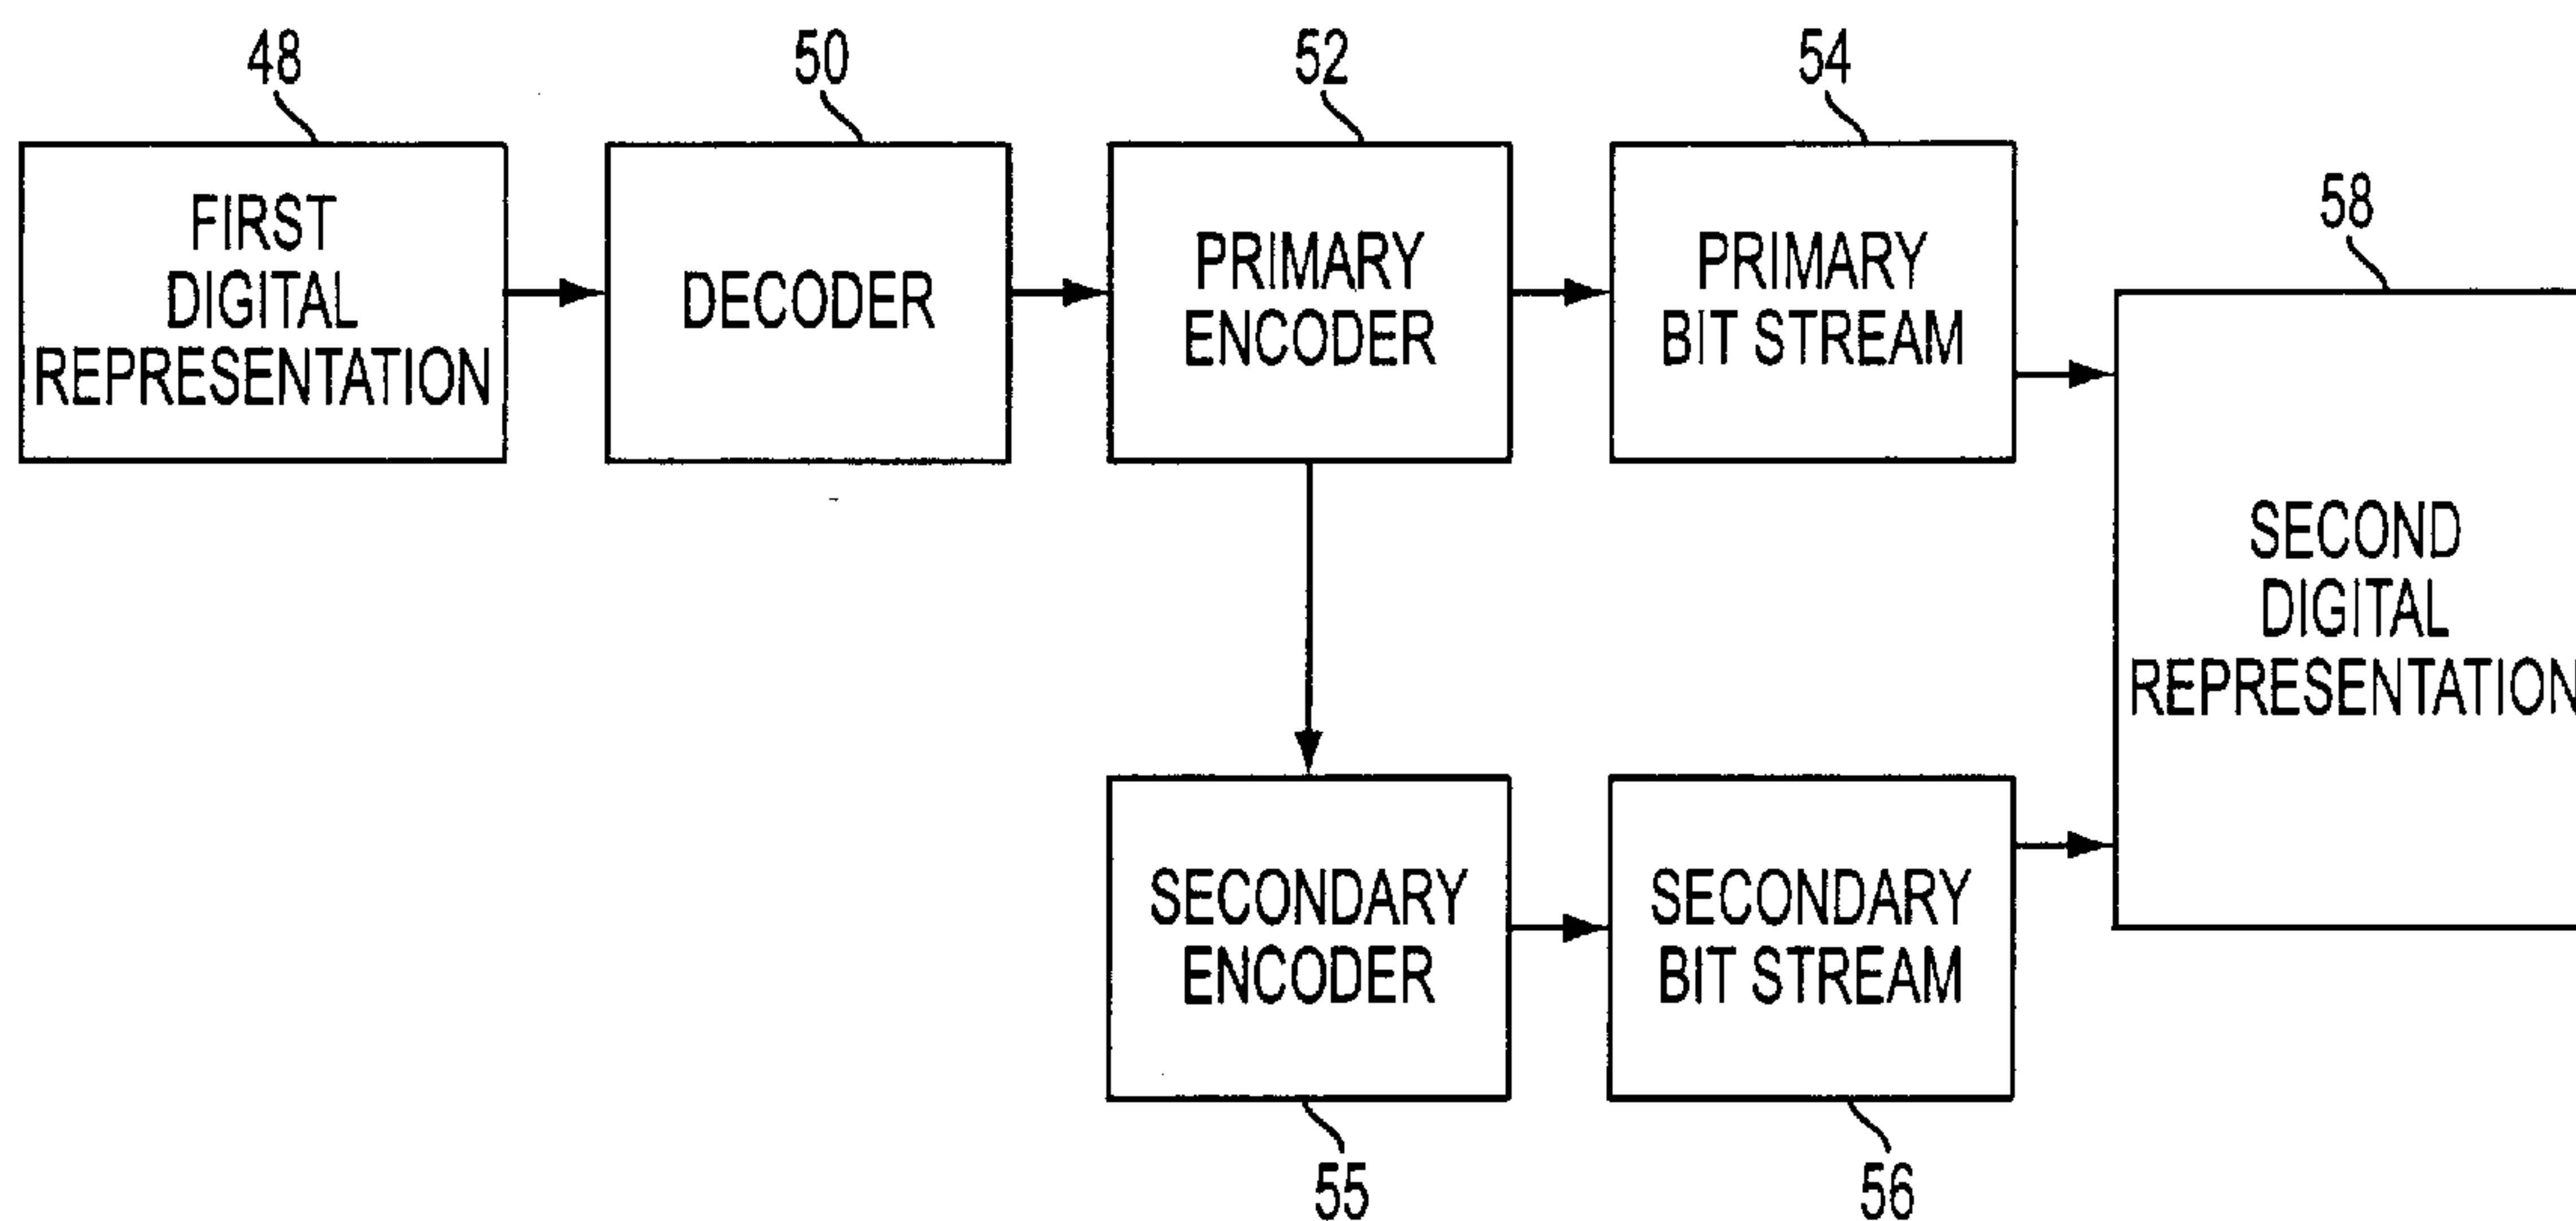 48
50
52
54
58
FIRST
DIGITAL
REPRESENTATION
DECODER
PRIMARY
ENCODER
PRIMARY
BIT STREAM
SECOND
DIGITAL
REPRESENTATION
SECONDARY
ENCODER
SECONDARY
BIT STREAM
55
56